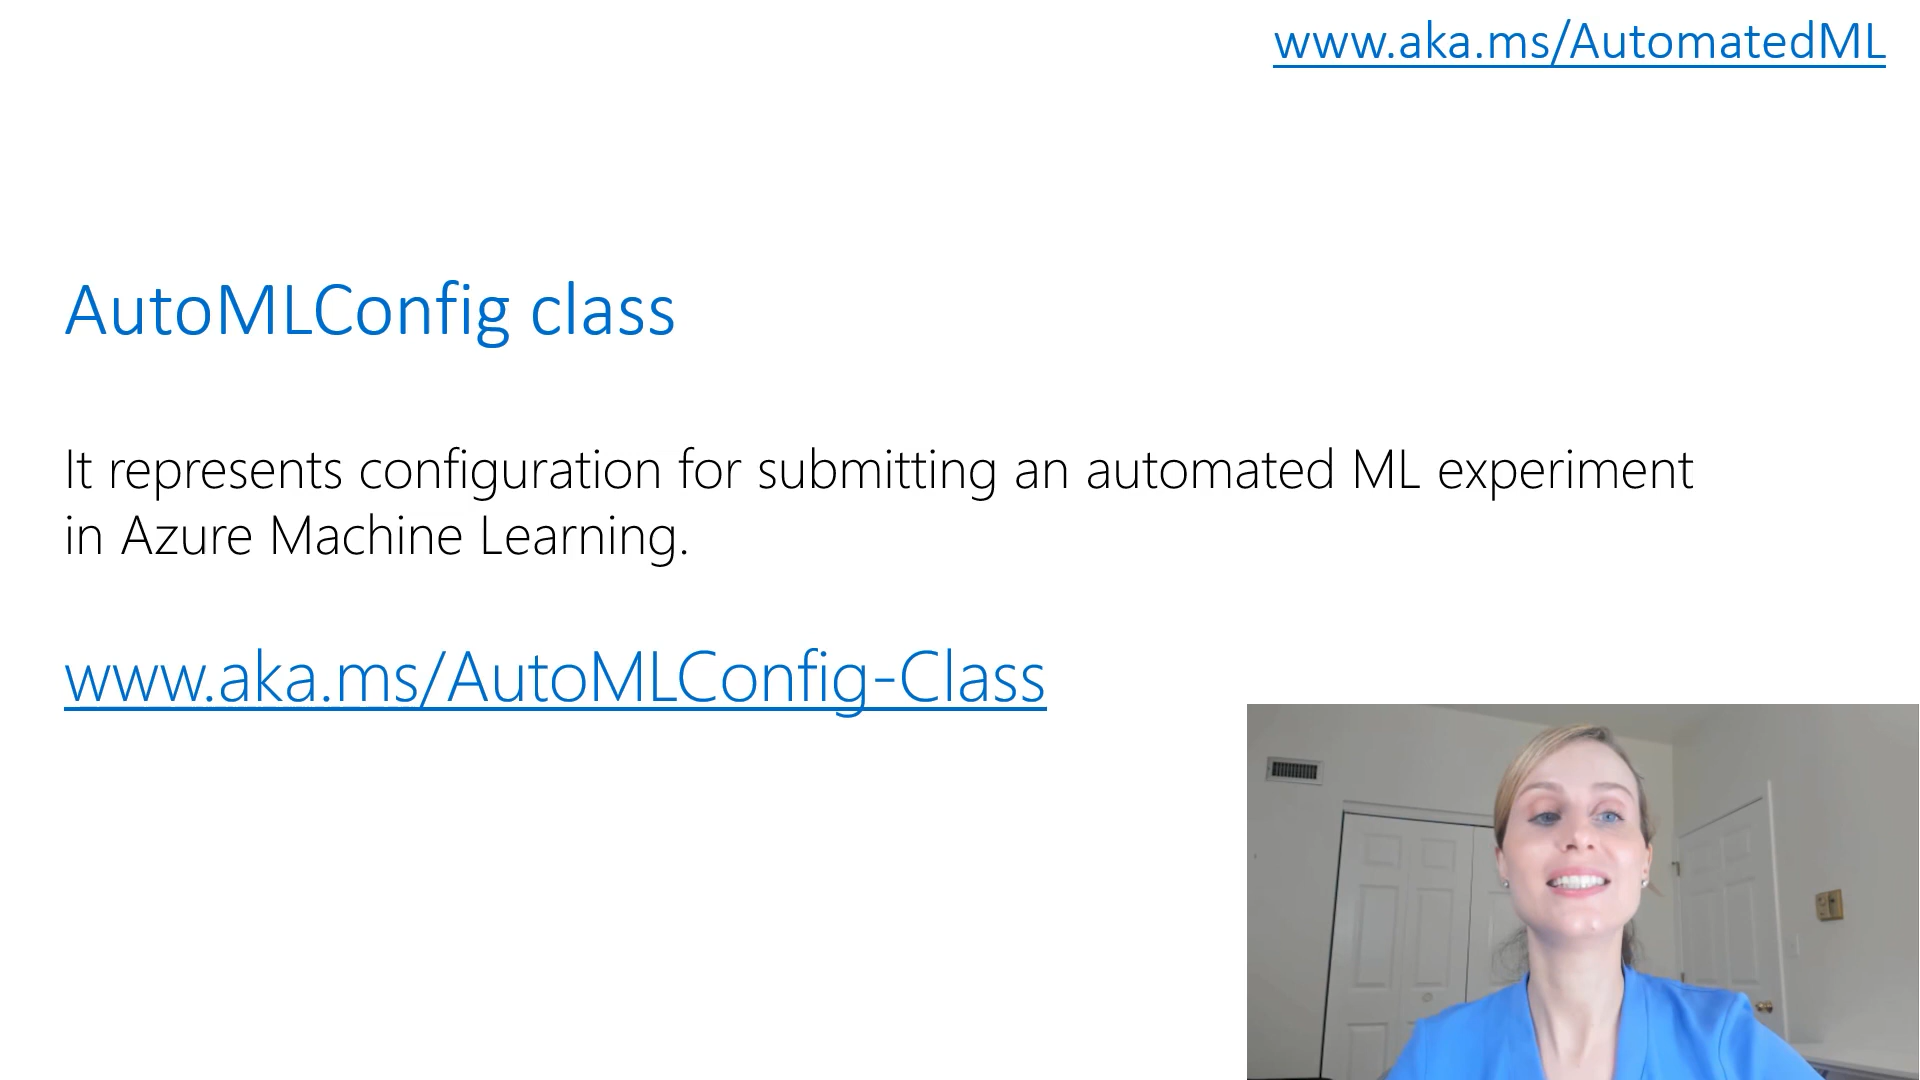 www.aka.ms/AutomatedML
AutoMLConfig class
It represents configuration for submitting an automated ML experiment
in Azure Machine Learning.
www.aka.ms/AutoMLConfig-Class